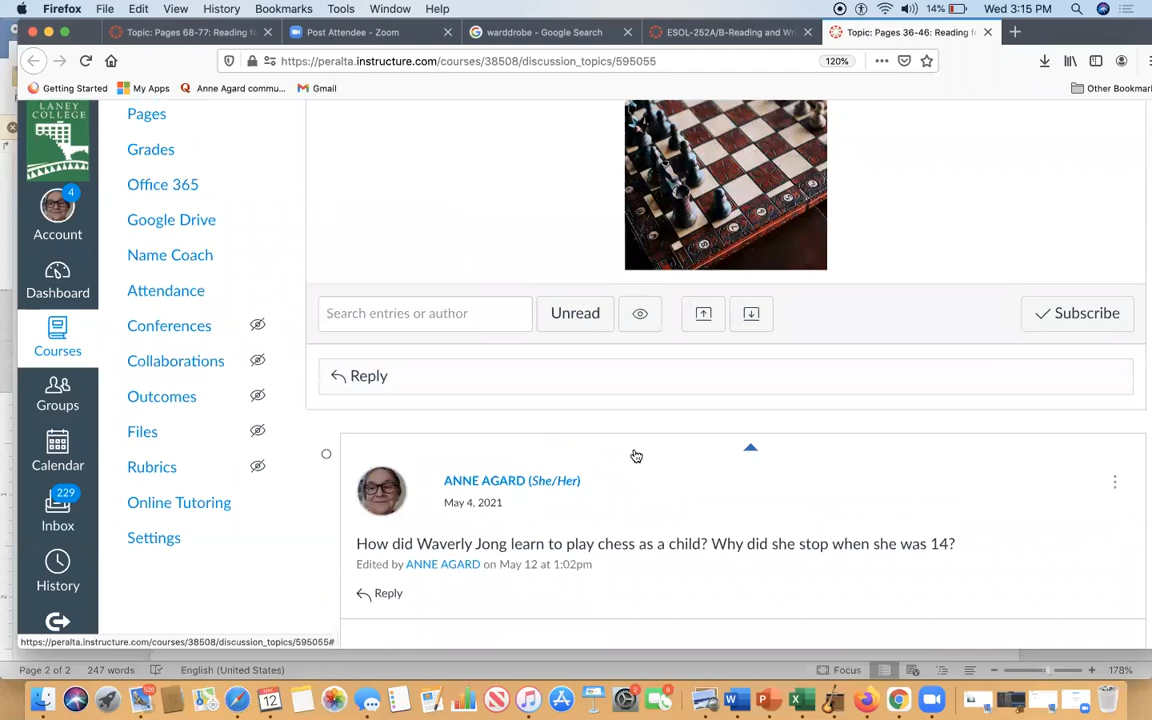 Firefox File Edit View History Bookmarks Tools Window Help 14% Wed 3:15 PM
Topic: Pages 68-77: Reading f Post Attendee - Zoom warddrobe - Google Search ESOL-252A/B-Reading and Wri Topic: Pages 36-46: Reading f
https://peralta.instructure.com/courses/38508/discussion_topics/595055 120%
Getting Started My Apps Anne Agard commu... Gmail Other Bookmar
LANEY
COLLEGE
4
Account
Dashboard
Courses
Groups
Calendar
229
Inbox
History
Pages
Grades
Office 365
Google Drive
Name Coach
Attendance
Conferences
Collaborations
Outcomes
Files
Rubrics
Online Tutoring
Settings
Search entries or author Unread Subscribe
Reply
ANNE AGARD (She/Her)
May 4, 2021
How did Waverly Jong learn to play chess as a child? Why did she stop when she was 14?
Edited by ANNE AGARD on May 12 at 1:02pm
Reply
https://peralta.instructure.com/courses/38508/discussion_topics/595055#
Page 2 of 2 247 words English (United States) Focus 178%